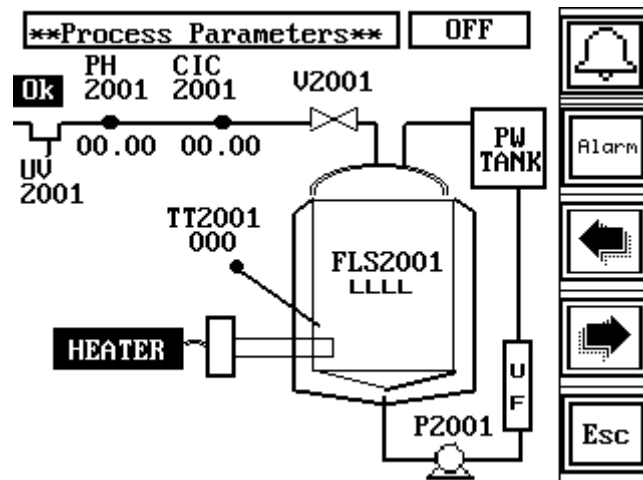 **Process Parameters**
OFF
Ok
PH
2001
CIC
2001
V2001
00.00
00.00
UV
2001
PW
TANK
Alarm
TT2001
000
FLS2001
LLLL
HEATER
U
F
P2001
Esc